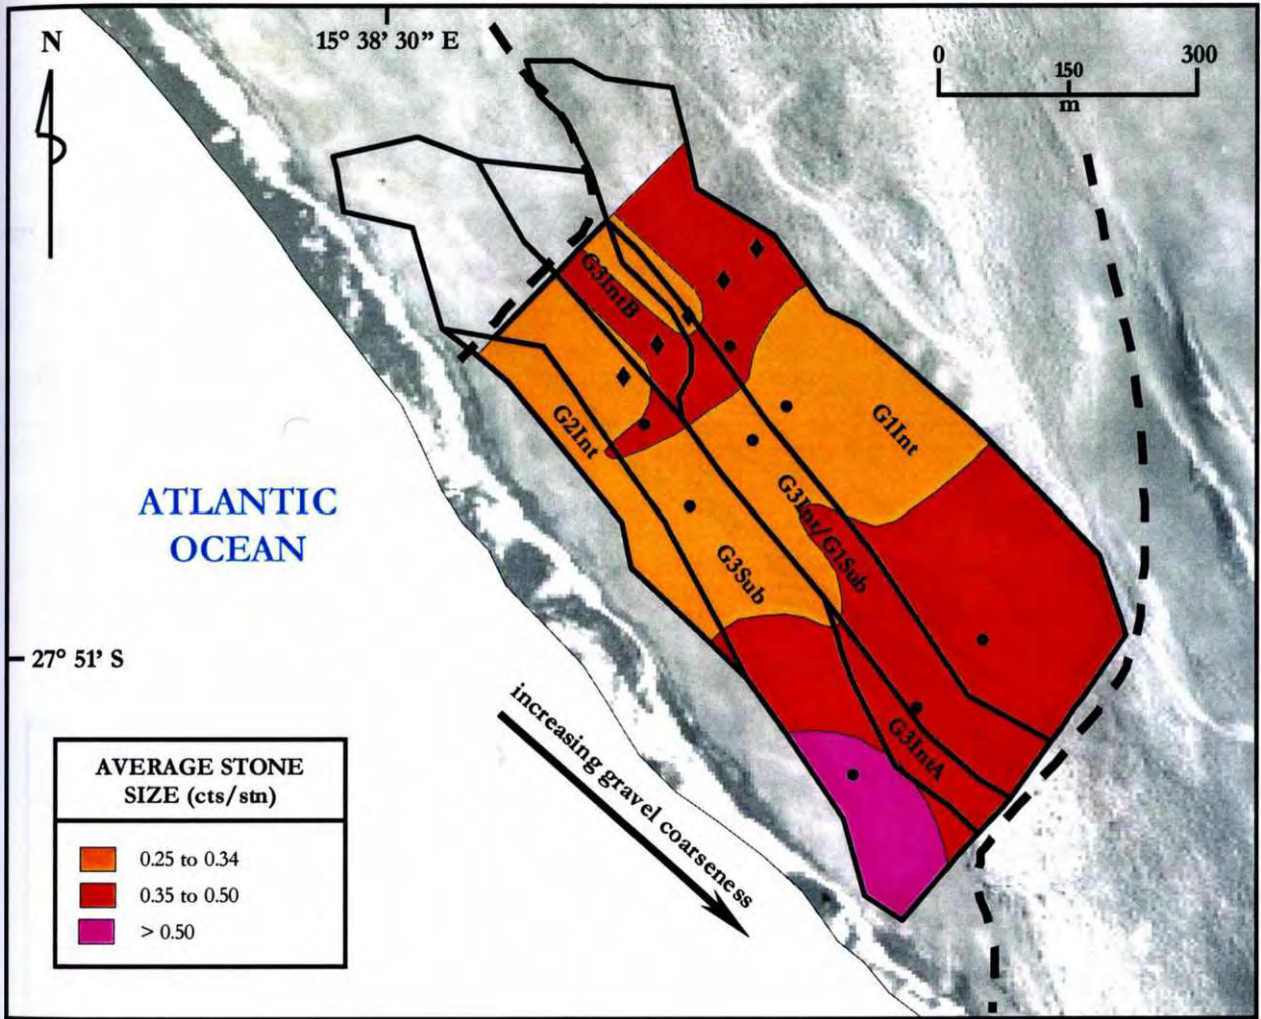 N
15° 38' 30" E
0
150
300
m
G3IntB
G1Int
G2Int
G3Int/G1Sub
G3Sub
G3IntA
ATLANTIC
OCEAN
27° 51' S
increasing gravel coarseness
AVERAGE STONE
SIZE (cts/stn)
0.25 to 0.34
0.35 to 0.50
> 0.50